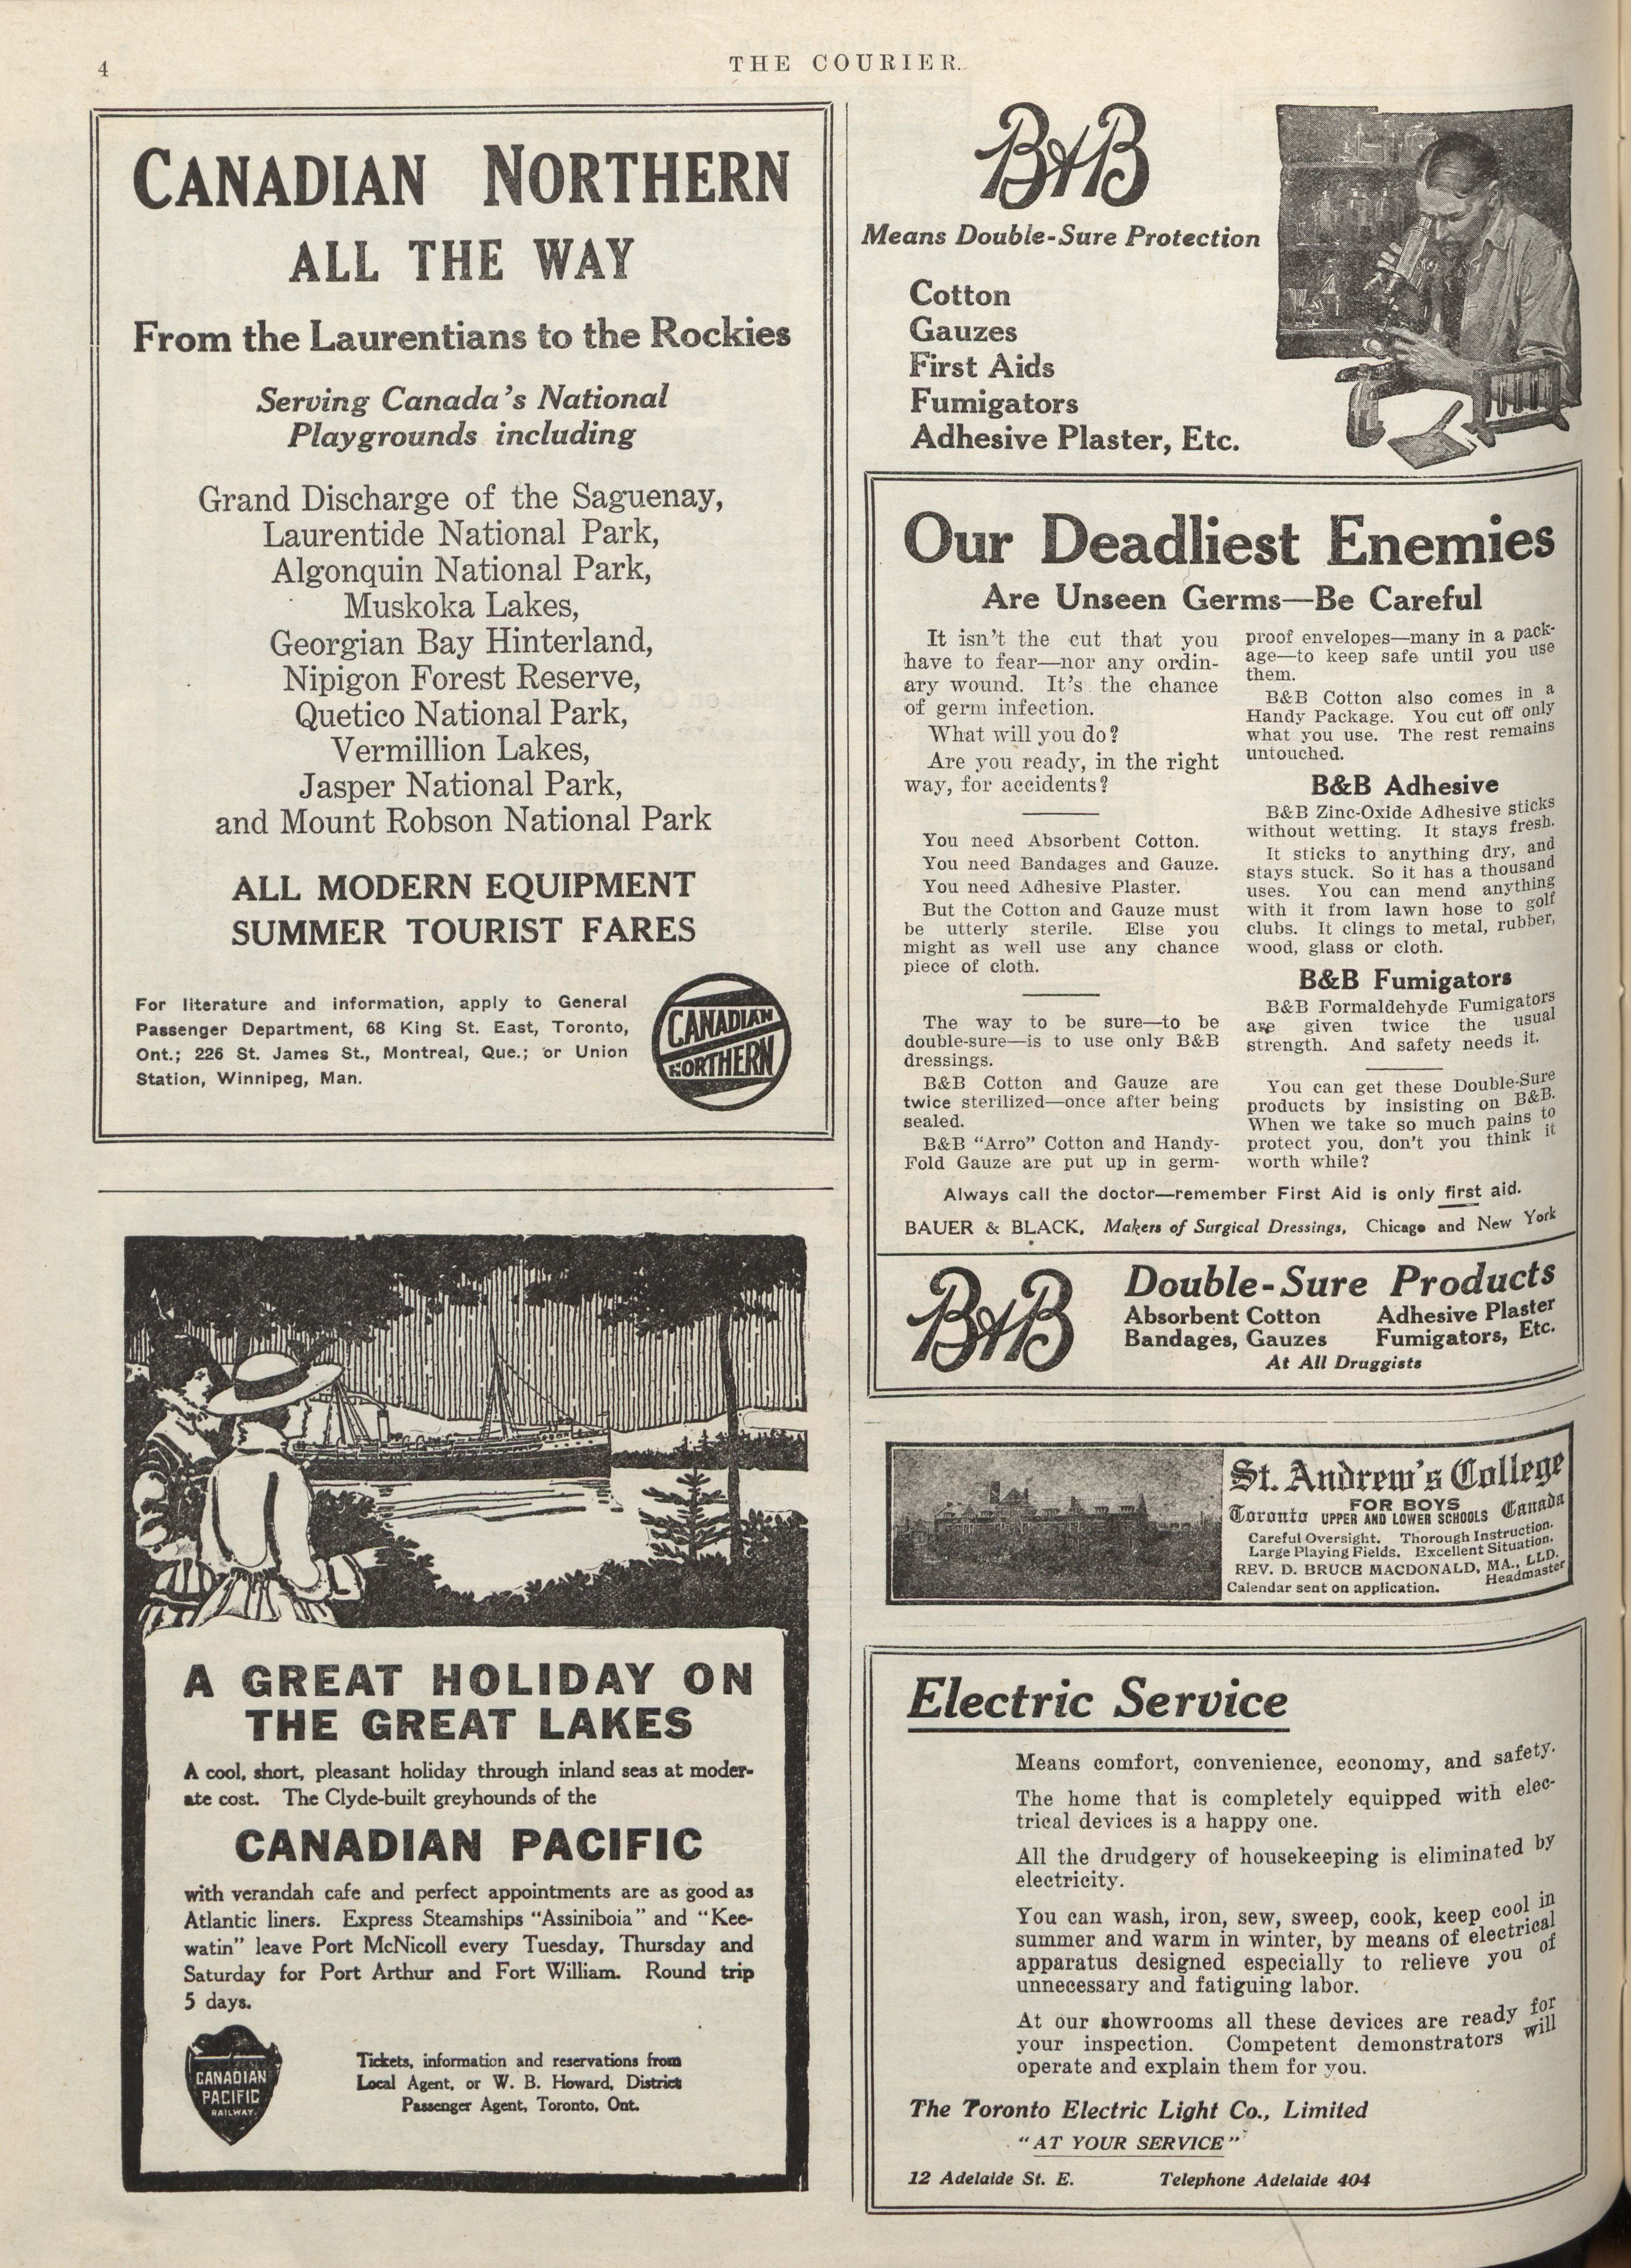 4
THE COURIER.
CANADIAN NORTHERN
ALL THE WAY
From the Laurentians to the Rockies
Serving Canada's National
Playgrounds including
Grand Discharge of the Saguenay,
Laurentide National Park,
Algonquin National Park,
Muskoka Lakes,
Georgian Bay Hinterland,
Nipigon Forest Reserve,
Quetico National Park,
Vermillion Lakes,
Jasper National Park,
and Mount Robson National Park
ALL MODERN EQUIPMENT
SUMMER TOURIST FARES
For literature and information, apply to General
Passenger Department, 68 King St. East, Toronto,
Ont.; 226 St. James St., Montreal, Que.; or Union
Station, Winnipeg, Man.
CANADIAN
NORTHERN
A GREAT HOLIDAY ON
THE GREAT LAKES
A cool, short, pleasant holiday through inland seas at moder-
ate cost. The Clyde-built greyhounds of the
CANADIAN PACIFIC
with verandah cafe and perfect appointments are as good as
Atlantic liners. Express Steamships "Assiniboia" and "Kee-
watin" leave Port McNicoll every Tuesday, Thursday and
Saturday for Port Arthur and Fort William. Round trip
5 days.
CANADIAN
PACIFIC
RAILWAY.
Tickets, information and reservations from
Local Agent, or W. B. Howard, District
Passenger Agent, Toronto, Ont.
B&B
Means Double-Sure Protection
Cotton
Gauzes
First Aids
Fumigators
Adhesive Plaster, Etc.
Our Deadliest Enemies
Are Unseen Germs—Be Careful
It isn't the cut that you
have to fear—nor any ordin-
ary wound. It's the chance
of germ infection.
What will you do?
Are you ready, in the right
way, for accidents?
You need Absorbent Cotton.
You need Bandages and Gauze.
You need Adhesive Plaster.
But the Cotton and Gauze must
be utterly sterile. Else you
might as well use any chance
piece of cloth.
The way to be sure—to be
double-sure—is to use only B&B
dressings.
B&B Cotton and Gauze are
twice sterilized—once after being
sealed.
B&B "Arro" Cotton and Handy-
Fold Gauze are put up in germ-
proof envelopes—many in a pack-
age—to keep safe until you use
them.
B&B Cotton also comes in a
Handy Package. You cut off only
what you use. The rest remains
untouched.
B&B Adhesive
B&B Zinc-Oxide Adhesive sticks
without wetting. It stays fresh.
It sticks to anything dry, and
stays stuck. So it has a thousand
uses. You can mend anything
with it from lawn hose to golf
clubs. It clings to metal, rubber,
wood, glass or cloth.
B&B Fumigators
B&B Formaldehyde Fumigators
are given twice the usual
strength. And safety needs it.
You can get these Double-Sure
products by insisting on B&B.
When we take so much pains to
protect you, don't you think it
worth while?
Always call the doctor—remember First Aid is only first aid.
BAUER & BLACK, Makers of Surgical Dressings, Chicago and New York
B&B
Double-Sure Products
Absorbent Cotton Adhesive Plaster
Bandages, Gauzes Fumigators, Etc.
At All Druggists
St. Andrew's College
Toronto FOR BOYS Canada
UPPER AND LOWER SCHOOLS
Careful Oversight. Thorough Instruction.
Large Playing Fields. Excellent Situation.
REV. D. BRUCE MACDONALD, MA., LLD.
Calendar sent on application. Headmaster
Electric Service
Means comfort, convenience, economy, and safety.
The home that is completely equipped with elec-
trical devices is a happy one.
All the drudgery of housekeeping is eliminated by
electricity.
You can wash, iron, sew, sweep, cook, keep cool in
summer and warm in winter, by means of electrical
apparatus designed especially to relieve you of
unnecessary and fatiguing labor.
At our showrooms all these devices are ready for
your inspection. Competent demonstrators will
operate and explain them for you.
The Toronto Electric Light Co., Limited
"AT YOUR SERVICE"
12 Adelaide St. E. Telephone Adelaide 404